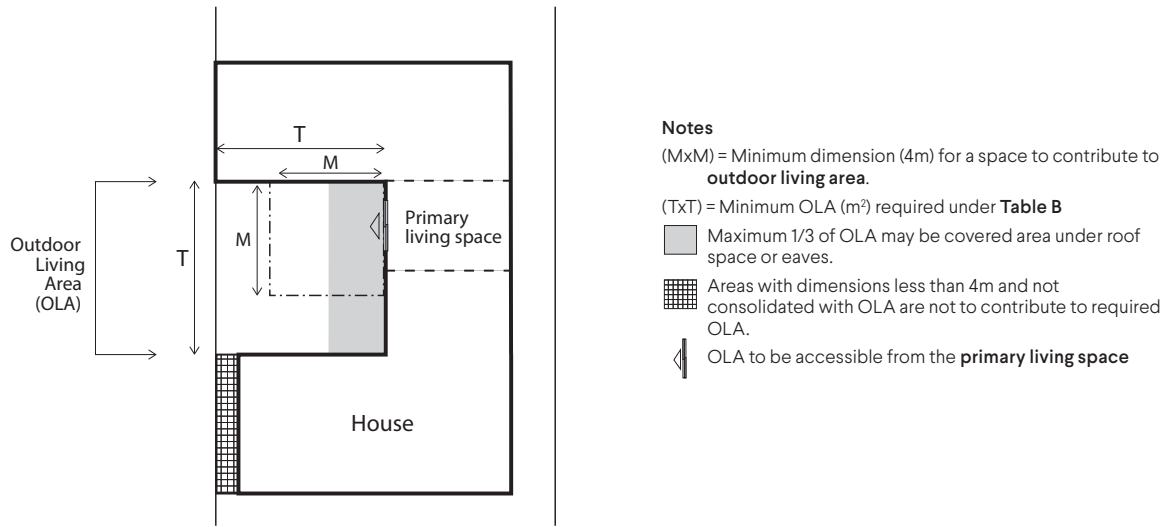 T
M
Outdoor
Living
Area
(OLA)
T
M
Primary
living space
House
Notes
(MxM) = Minimum dimension (4m) for a space to contribute to
outdoor living area.
(TxT) = Minimum OLA (m²) required under Table B
Maximum 1/3 of OLA may be covered area under roof
space or eaves.
Areas with dimensions less than 4m and not
consolidated with OLA are not to contribute to required
OLA.
OLA to be accessible from the primary living space